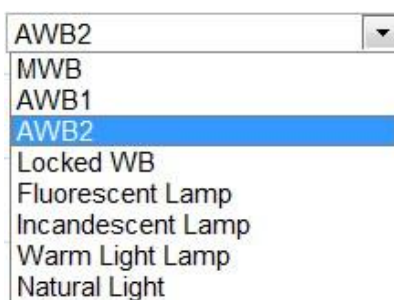 AWB2
MWB
AWB1
AWB2
Locked WB
Fluorescent Lamp
Incandescent Lamp
Warm Light Lamp
Natural Light